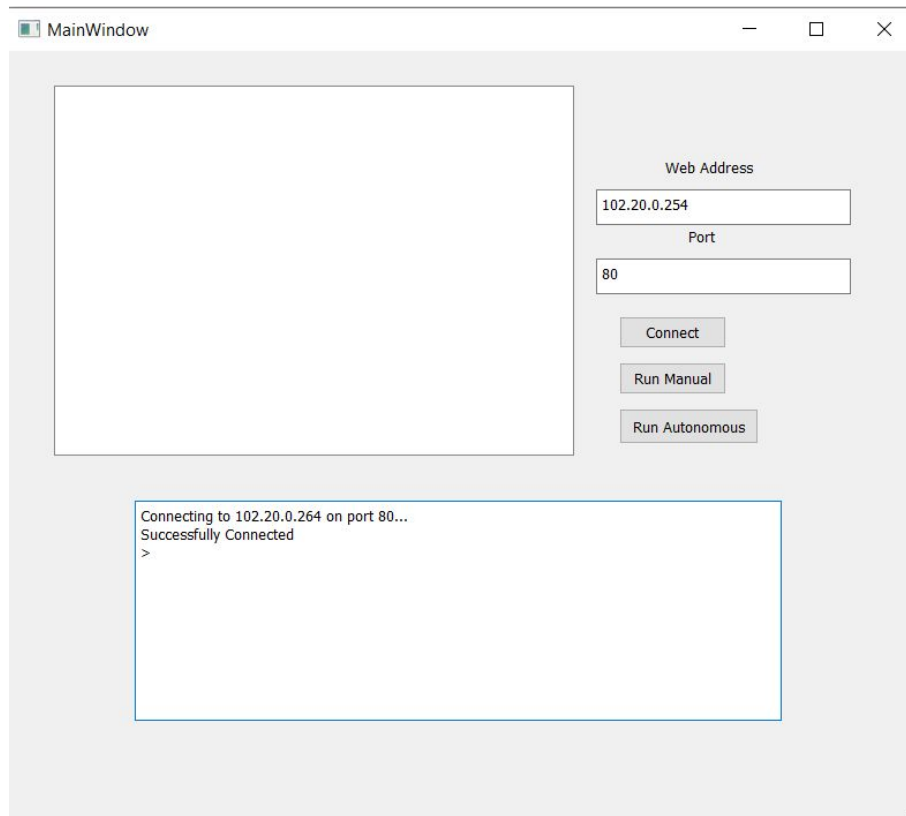 MainWindow
Web Address
102.20.0.254
Port
80
Connect
Run Manual
Run Autonomous
Connecting to 102.20.0.264 on port 80...
Successfully Connected
>